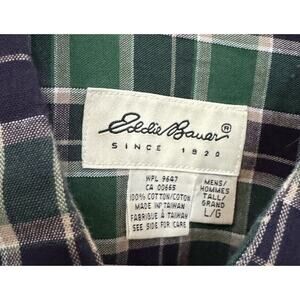 Eddie Bauer®
SINCE 1920
WPL 9647
CA 00665
100% COTTON/COTON
MADE IN TAIWAN
FABRIQUÉ À TAIWAN
SEE SIDE FOR CARE
MENS/
HOMMES
TALL/
GRAND
L/G